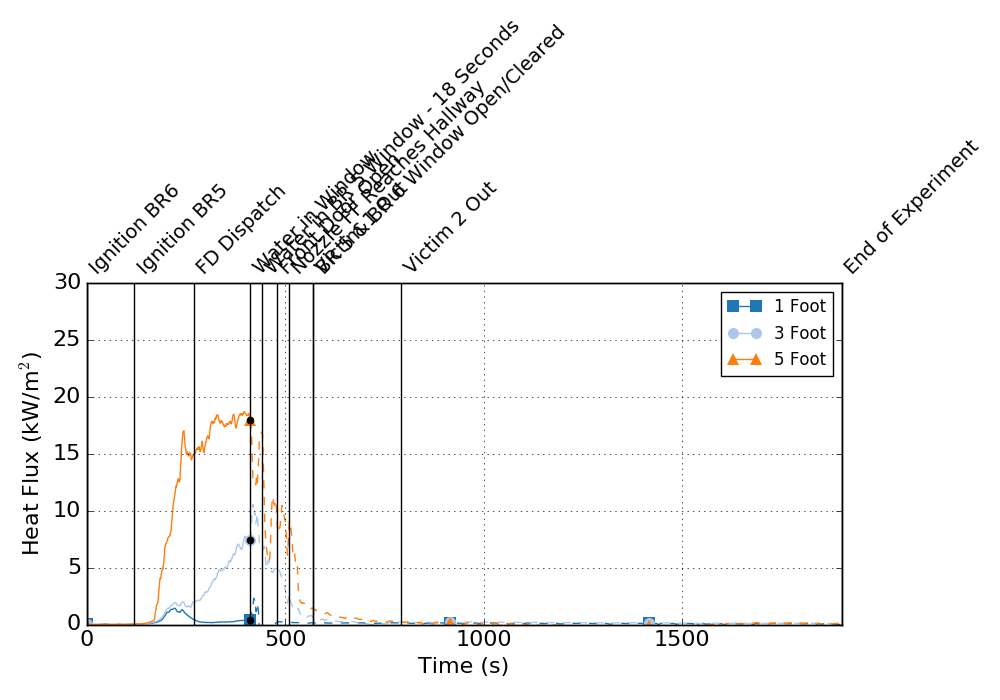 Ignition BR6
Ignition BR5
FD Dispatch
Water in Window
Water in BR 5 Window - 18 Seconds
Front Door Open
Nozzle FF Reaches Hallway
Victim 1 Out
BR 5 & BR 6 Window Open/Cleared
Victim 2 Out
End of Experiment
30
25
20
15
10
5
0
Heat Flux (kW/m²)
1 Foot
3 Foot
5 Foot
0
500
1000
1500
Time (s)